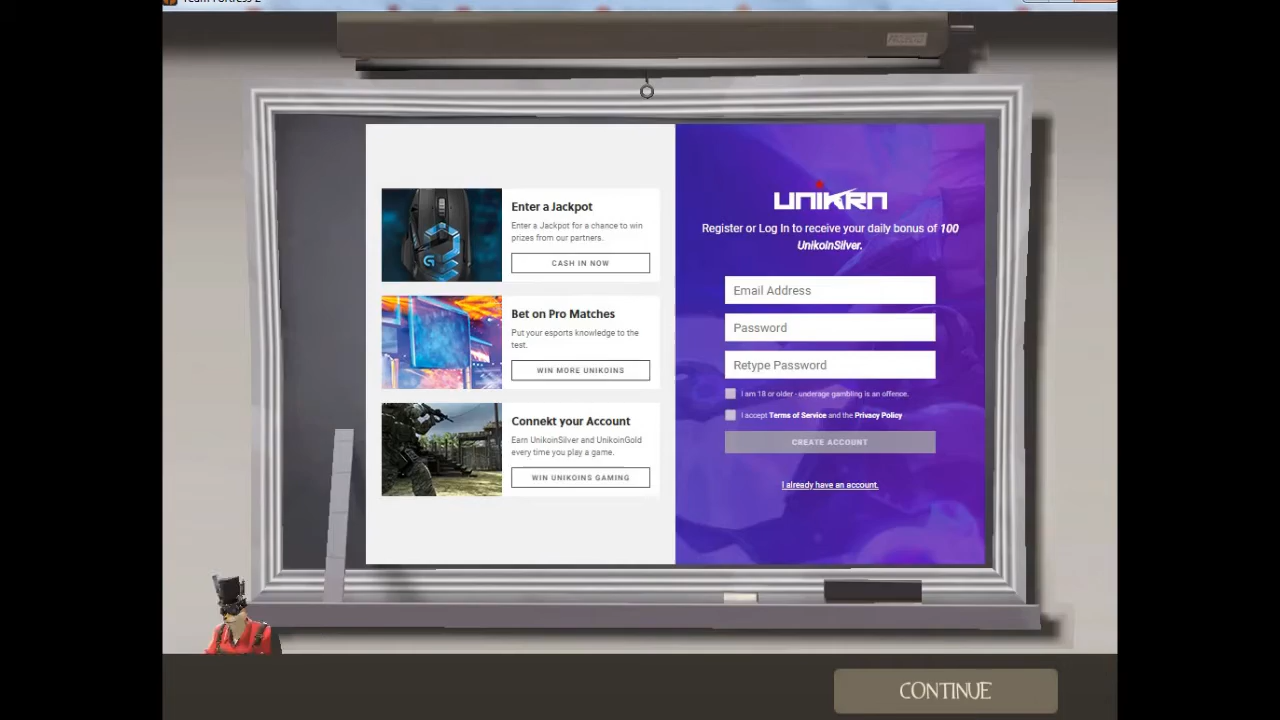 Team Fortress 2
Enter a Jackpot
Enter a Jackpot for a chance to win
prizes from our partners.
CASH IN NOW
Bet on Pro Matches
Put your esports knowledge to the
test.
WIN MORE UNIKOINS
Connekt your Account
Earn UnikoinSilver and UnikoinGold
every time you play a game.
WIN UNIKOINS GAMING
UNIKRN
Register or Log In to receive your daily bonus of 100
UnikoinSilver.
Email Address
Password
Retype Password
I am 18 or older - underage gambling is an offence.
I accept Terms of Service and the Privacy Policy
CREATE ACCOUNT
I already have an account.
CONTINUE